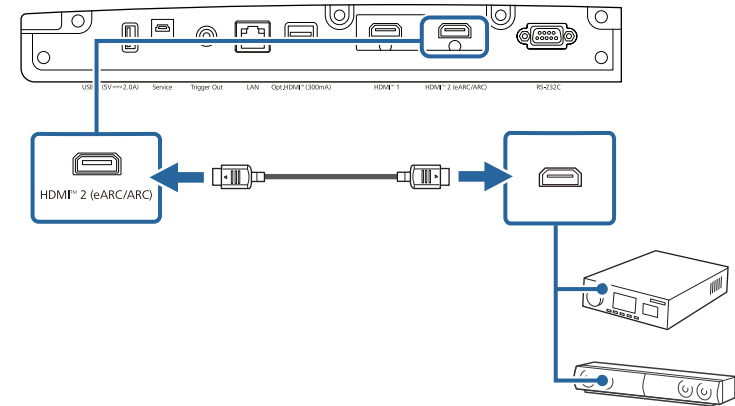 USB (5V⎓2.0A) Service Trigger Out LAN Opt.HDMI™ (300mA) HDMI™ 1 HDMI™ 2 (eARC/ARC) RS-232C
HDMI™ 2 (eARC/ARC)